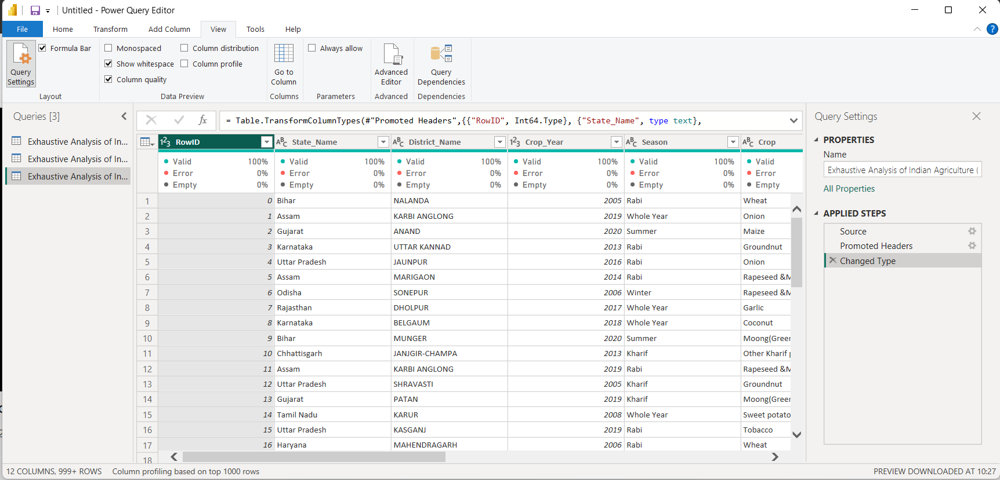 Untitled - Power Query Editor
File Home Transform Add Column View Tools Help
Query Settings
Formula Bar
Layout
Monospaced
Show whitespace
Column quality
Column distribution
Column profile
Data Preview
Go to Column
Columns
Always allow
Parameters
Advanced Editor
Advanced
Query Dependencies
Dependencies
Queries [3]
Exhaustive Analysis of In...
Exhaustive Analysis of In...
Exhaustive Analysis of In...
fx = Table.TransformColumnTypes(#"Promoted Headers",{{"RowID", Int64.Type}, {"State_Name", type text},
123 RowID ABC State_Name ABC District_Name 123 Crop_Year ABC Season ABC Crop
Valid 100% Valid 100% Valid 100% Valid 100% Valid 100% Valid
Error 0% Error 0% Error 0% Error 0% Error 0% Error
Empty 0% Empty 0% Empty 0% Empty 0% Empty 0% Empty
1 0 Bihar NALANDA 2005 Rabi Wheat
2 1 Assam KARBI ANGLONG 2019 Whole Year Onion
3 2 Gujarat ANAND 2020 Summer Maize
4 3 Karnataka UTTAR KANNAD 2013 Rabi Groundnut
5 4 Uttar Pradesh JAUNPUR 2016 Rabi Onion
6 5 Assam MARIGAON 2014 Rabi Rapeseed &M
7 6 Odisha SONEPUR 2006 Winter Rapeseed &M
8 7 Rajasthan DHOLPUR 2017 Whole Year Garlic
9 8 Karnataka BELGAUM 2018 Whole Year Coconut
10 9 Bihar MUNGER 2020 Summer Moong(Green
11 10 Chhattisgarh JANJGIR-CHAMPA 2013 Kharif Other Kharif p
12 11 Assam KARBI ANGLONG 2019 Rabi Rapeseed &M
13 12 Uttar Pradesh SHRAVASTI 2005 Kharif Groundnut
14 13 Gujarat PATAN 2019 Kharif Moong(Green
15 14 Tamil Nadu KARUR 2008 Whole Year Sweet potato
16 15 Uttar Pradesh KASGANJ 2019 Rabi Tobacco
17 16 Haryana MAHENDRAGARH 2006 Rabi Wheat
18
Query Settings
PROPERTIES
Name
Exhaustive Analysis of Indian Agriculture (
All Properties
APPLIED STEPS
Source
Promoted Headers
Changed Type
12 COLUMNS, 999+ ROWS Column profiling based on top 1000 rows PREVIEW DOWNLOADED AT 10:27